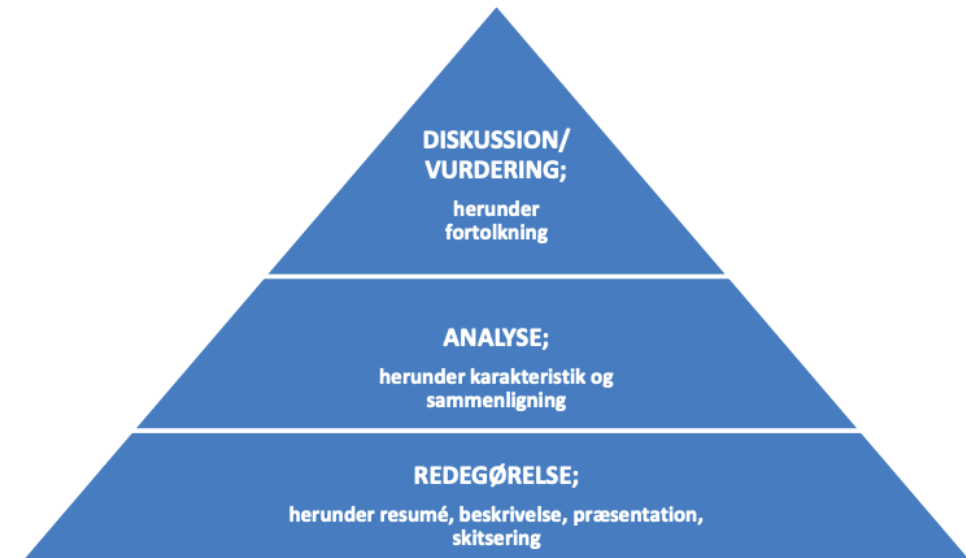 DISKUSSION/
VURDERING;
herunder
fortolkning
ANALYSE;
herunder karakteristik og
sammenligning
REDEGØRELSE;
herunder resumé, beskrivelse, præsentation,
skitsering